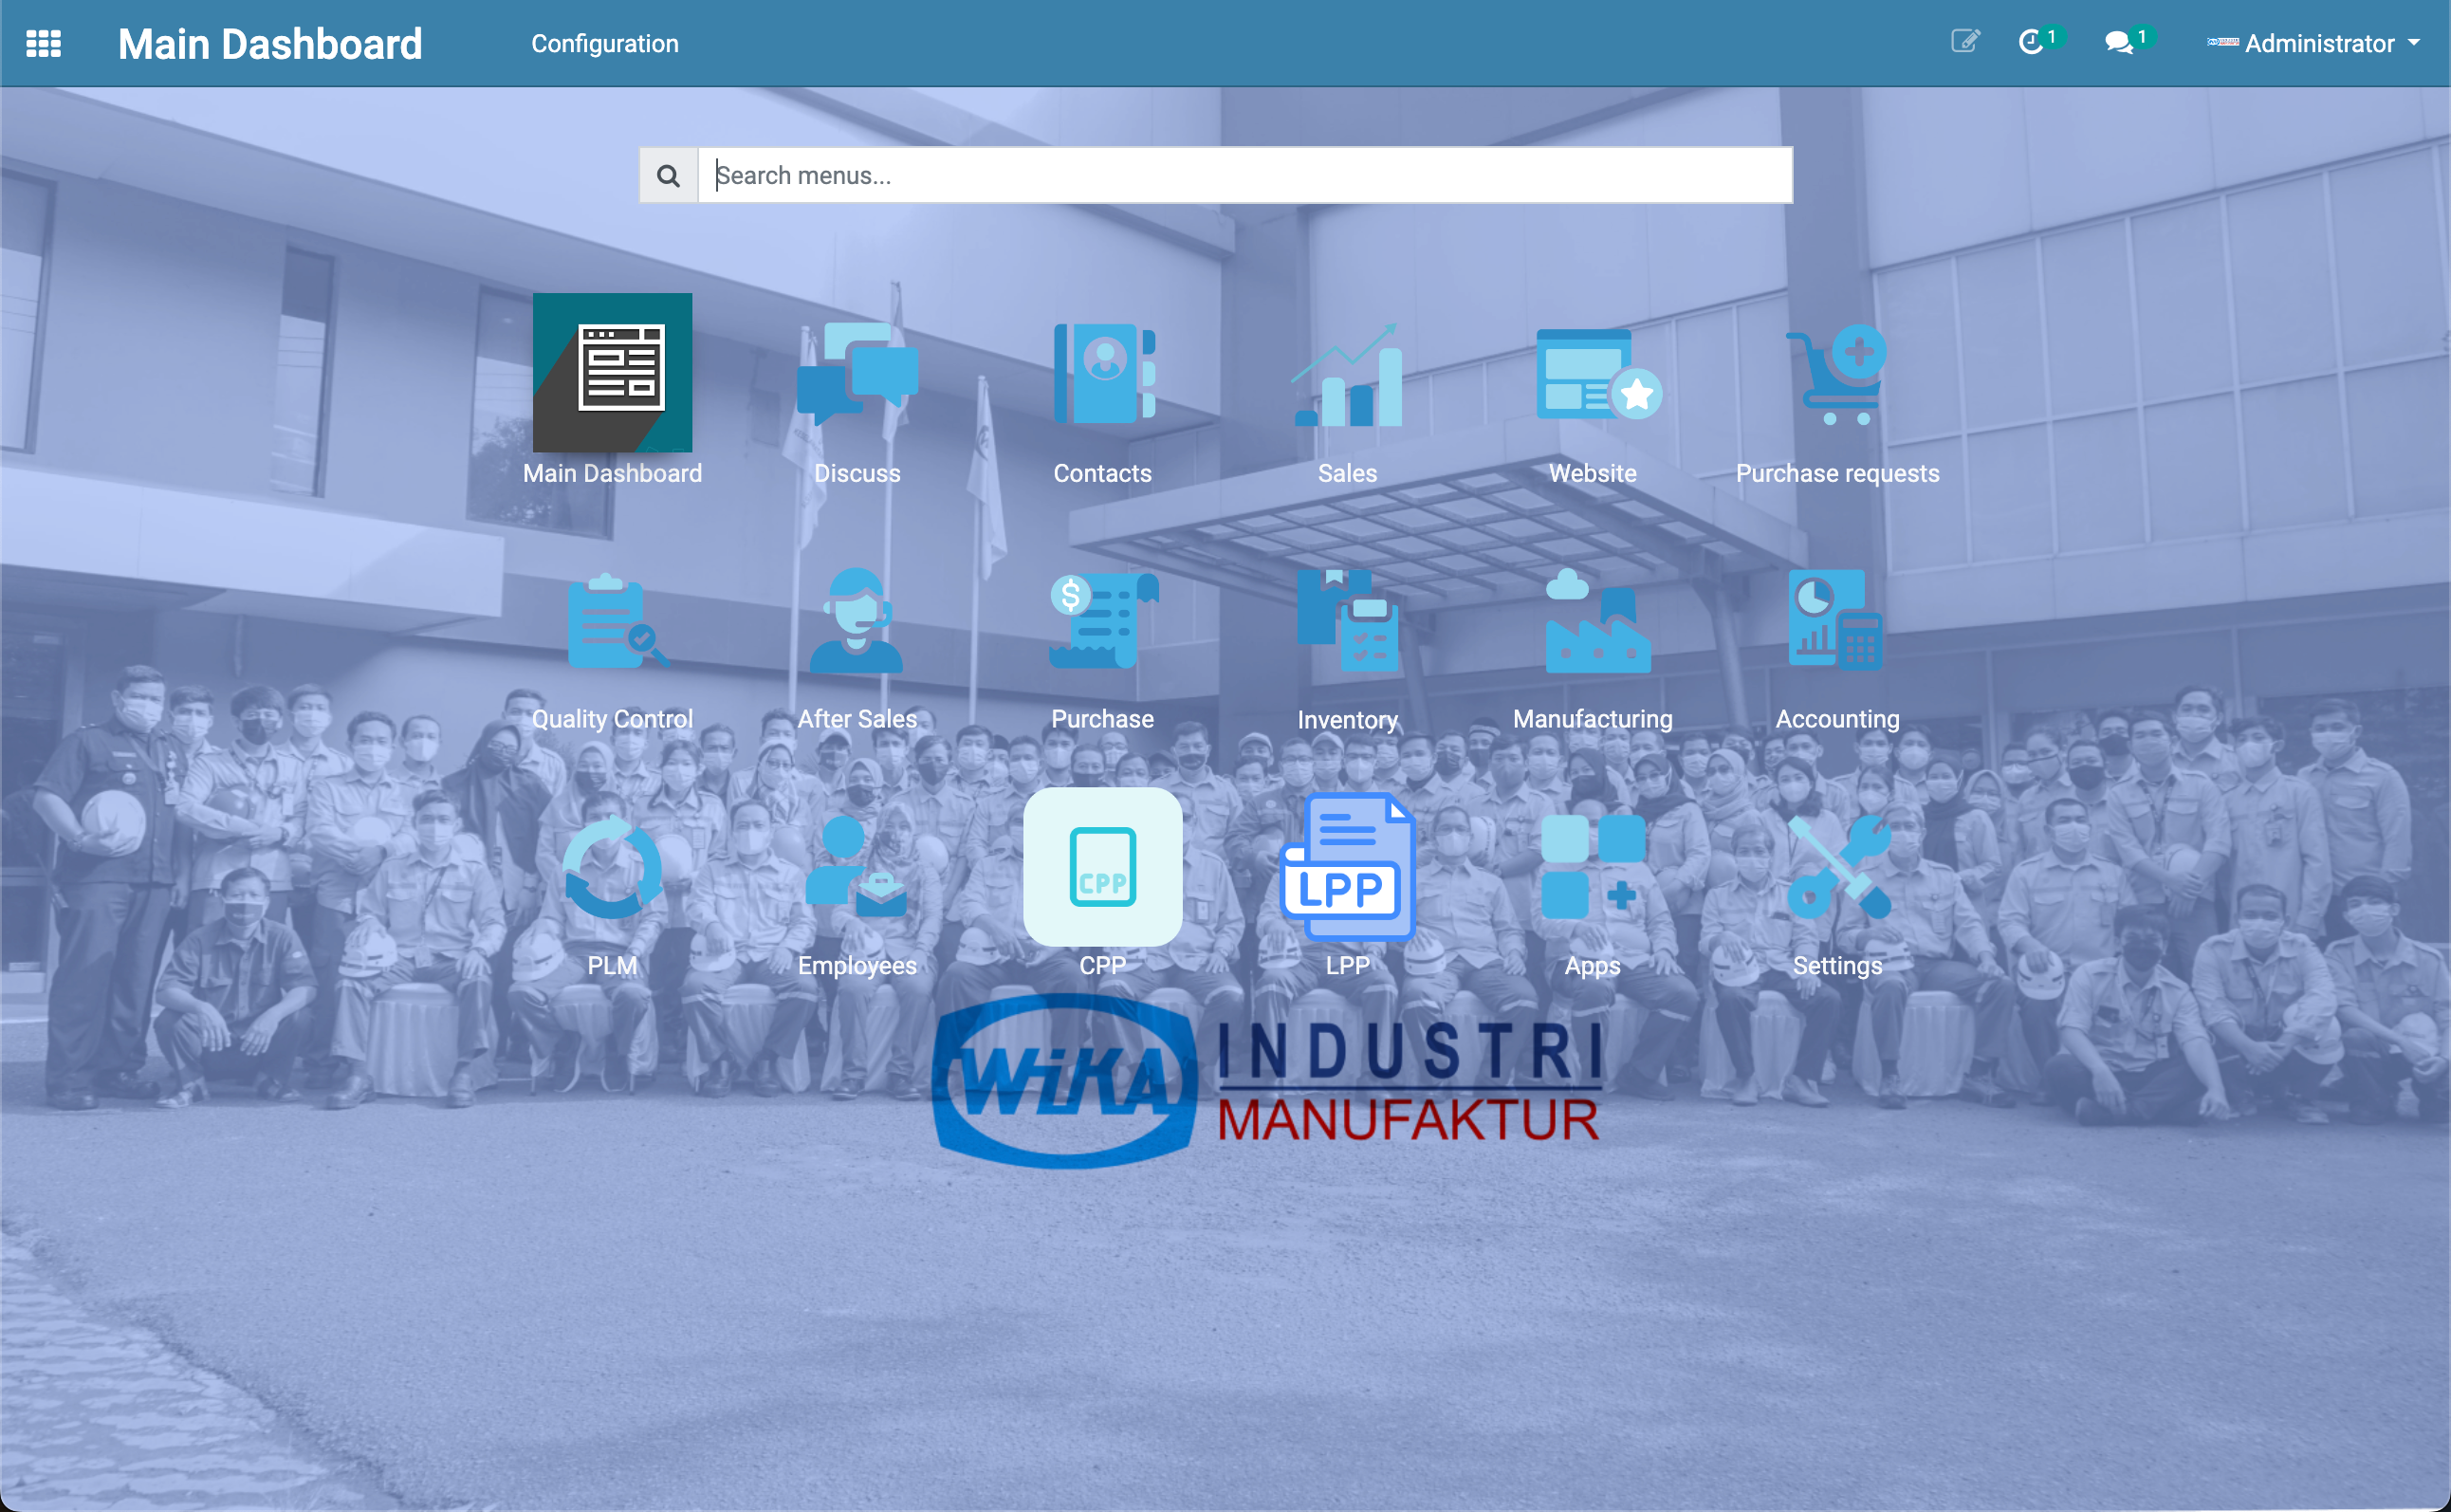 Main Dashboard Configuration 1 1 Administrator
Search menus...
Main Dashboard Discuss Contacts Sales Website Purchase requests
$
Quality Control After Sales Purchase Inventory Manufacturing Accounting
CPP LPP
PLM Employees CPP LPP Apps Settings
WiKA INDUSTRI
MANUFAKTUR